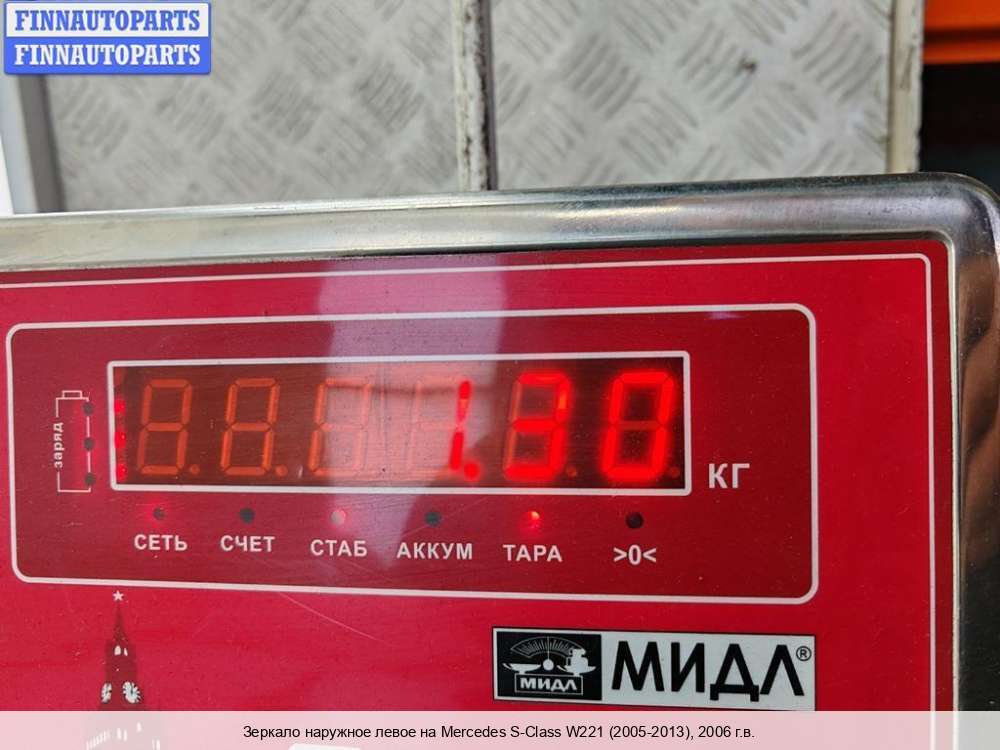 FINNAUTOPARTS
FINNAUTOPARTS
заряд
1.30
КГ
СЕТЬ СЧЕТ СТАБ АККУМ ТАРА >0<
МИДЛ МИДЛ®
Зеркало наружное левое на Mercedes S-Class W221 (2005-2013), 2006 г.в.